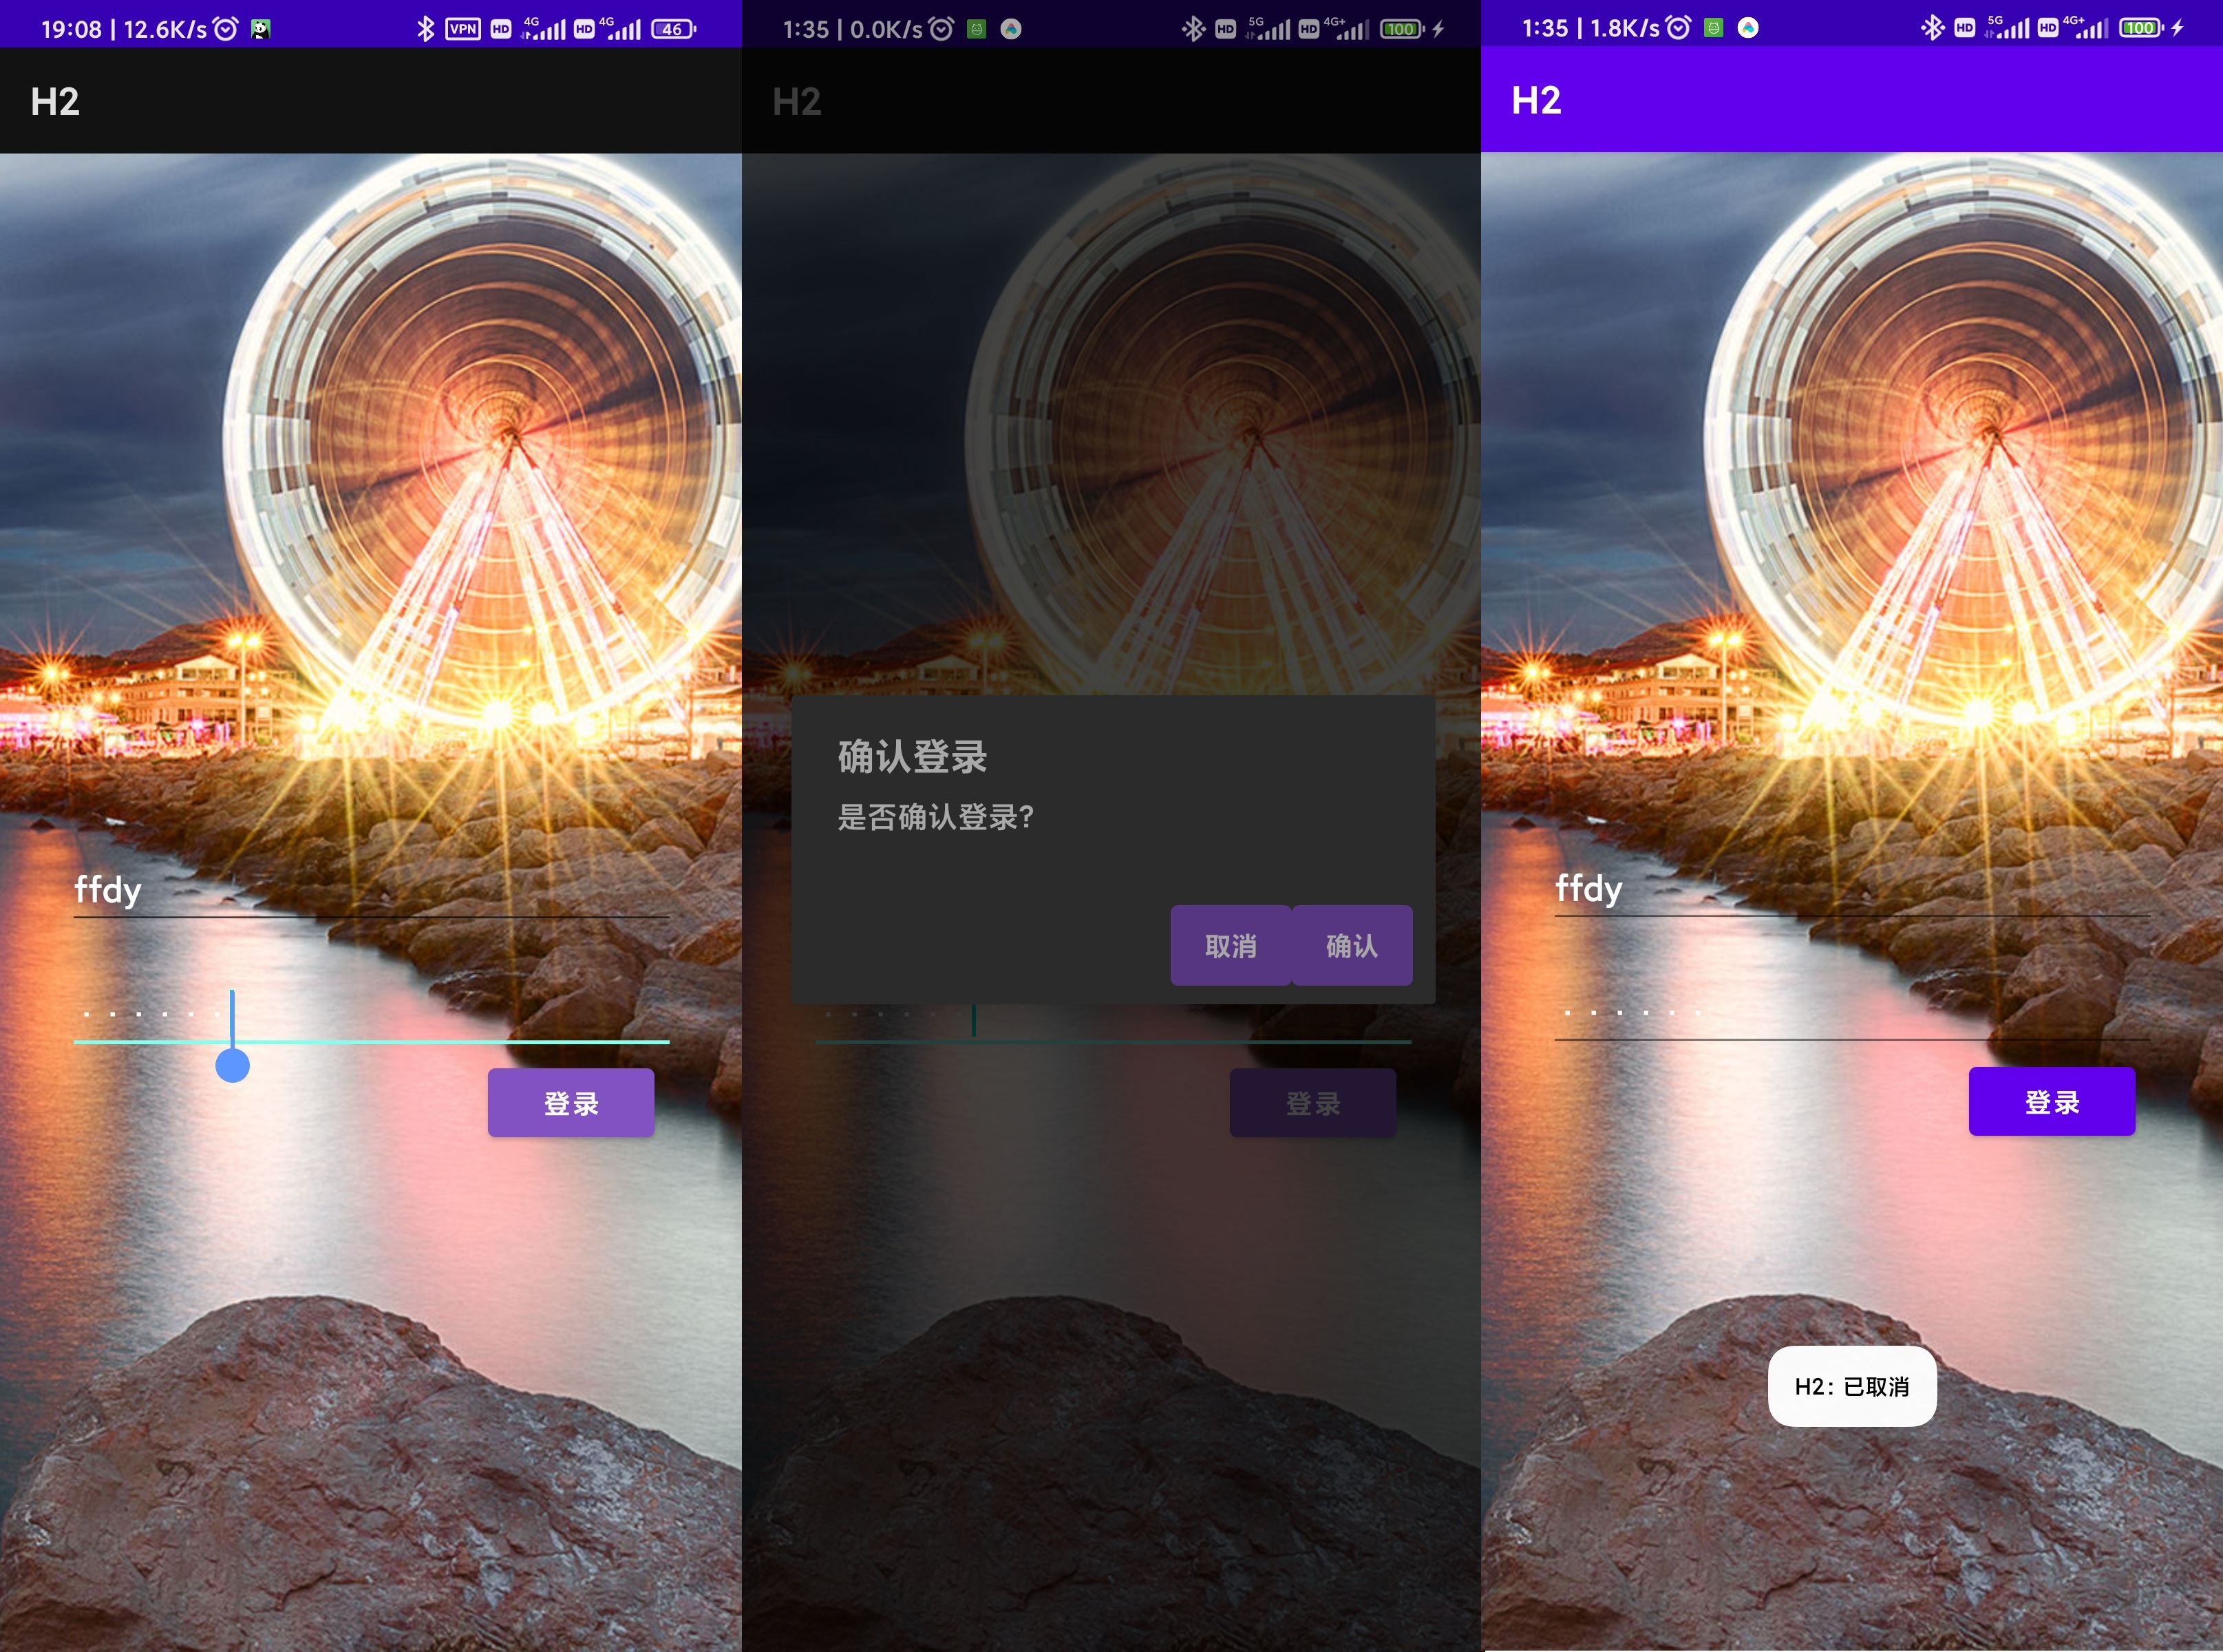 19:08 | 12.6K/s VPN HD 4G HD 4G 46
H2
ffdy
登录
1:35 | 0.0K/s HD 5G HD 4G+ 100
H2
确认登录
是否确认登录?
取消 确认
登录
1:35 | 1.8K/s HD 5G HD 4G+ 100
H2
ffdy
登录
H2: 已取消